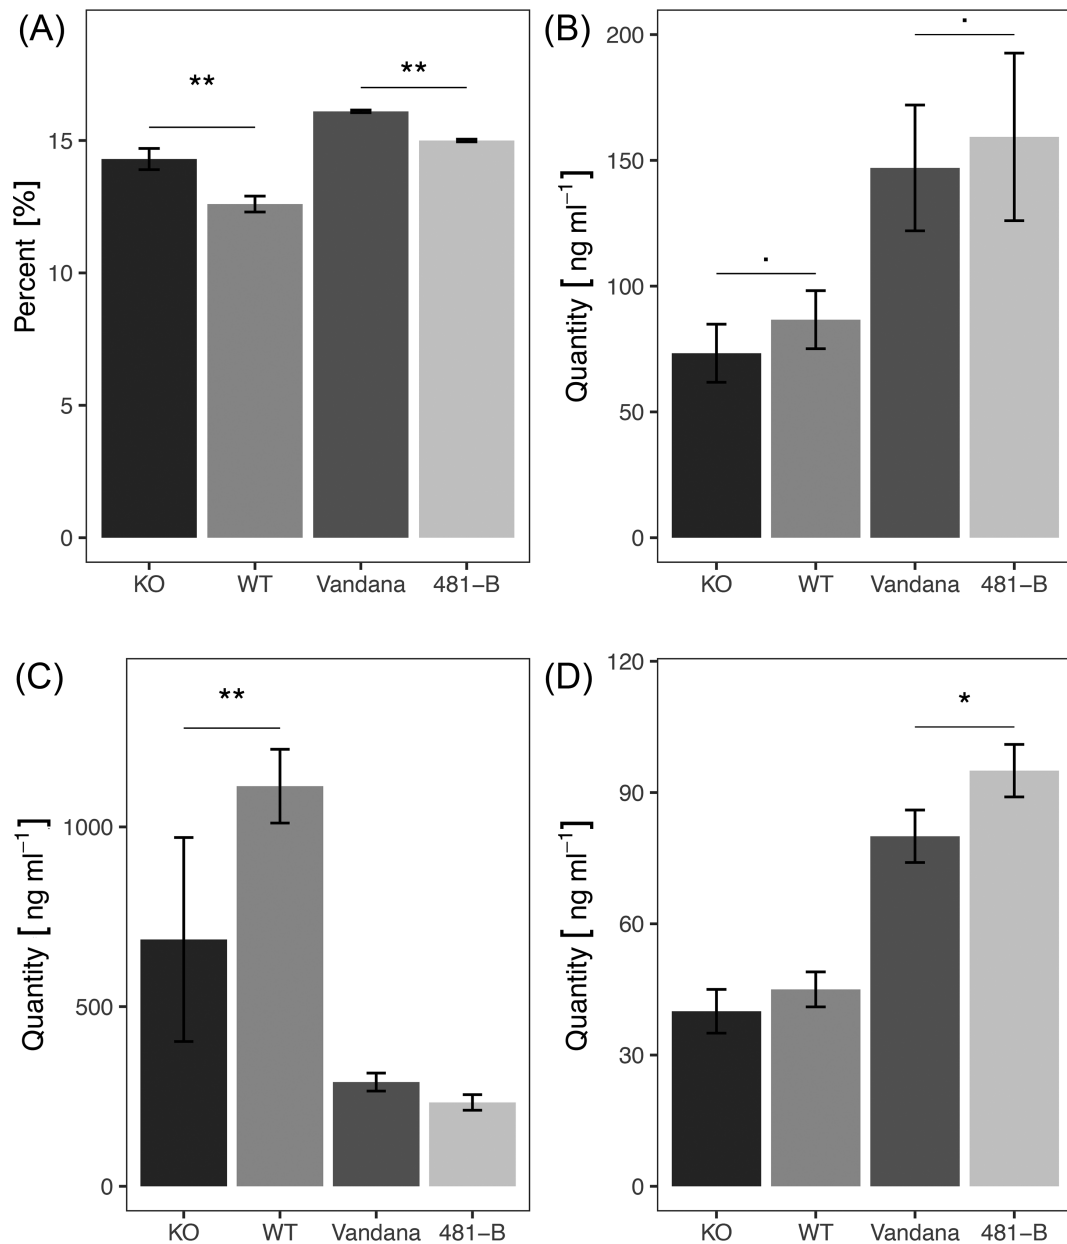 (A)
Percent [%]
**
**
15
10
5
0
KO WT Vandana 481−B
(B)
Quantity [ ng ml⁻¹]
.
.
200
150
100
50
0
KO WT Vandana 481−B
(C)
Quantity [ ng ml⁻¹]
**
1000
500
0
KO WT Vandana 481−B
(D)
Quantity [ ng ml⁻¹]
*
120
90
60
30
0
KO WT Vandana 481−B